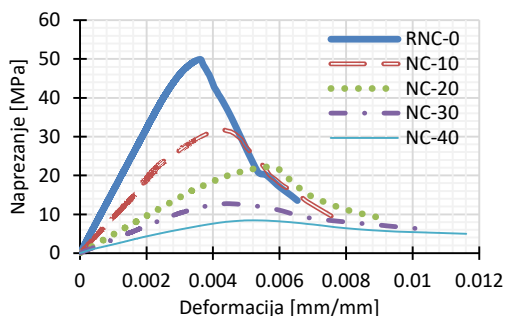 60
50
40
30
20
10
0
Naprezanje [MPa]
RNC-0
NC-10
NC-20
NC-30
NC-40
0 0.002 0.004 0.006 0.008 0.01 0.012
Deformacija [mm/mm]